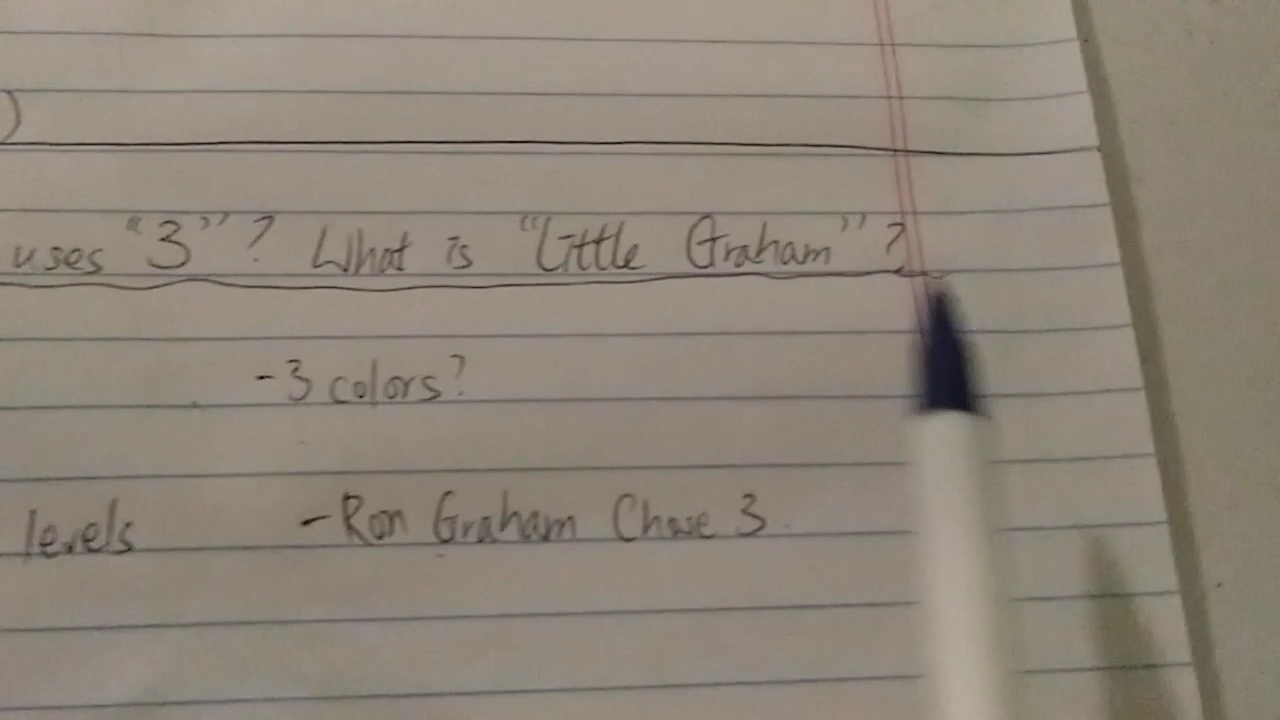 )
uses "3"? What is "Little Graham"?
-3 colors?
levels -Ron Graham Chose 3